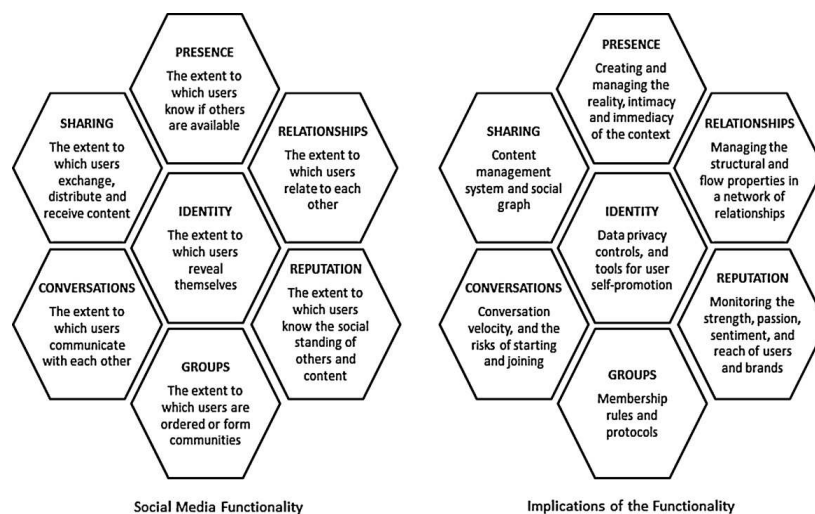 PRESENCE
The extent to
which users
know if others
are available
SHARING
The extent to
which users
exchange,
distribute and
receive content
RELATIONSHIPS
The extent to
which users
relate to each
other
IDENTITY
The extent to
which users
reveal
themselves
CONVERSATIONS
The extent to
which users
communicate
with each other
REPUTATION
The extent to
which users
know the social
standing of
others and
content
GROUPS
The extent to
which users are
ordered or form
communities
Social Media Functionality
PRESENCE
Creating and
managing the
reality, intimacy
and immediacy
of the context
SHARING
Content
management
system and social
graph
RELATIONSHIPS
Managing the
structural and
flow properties in
a network of
relationships
IDENTITY
Data privacy
controls, and
tools for user
self-promotion
CONVERSATIONS
Conversation
velocity, and the
risks of starting
and joining
REPUTATION
Monitoring the
strength, passion,
sentiment, and
reach of users
and brands
GROUPS
Membership
rules and
protocols
Implications of the Functionality